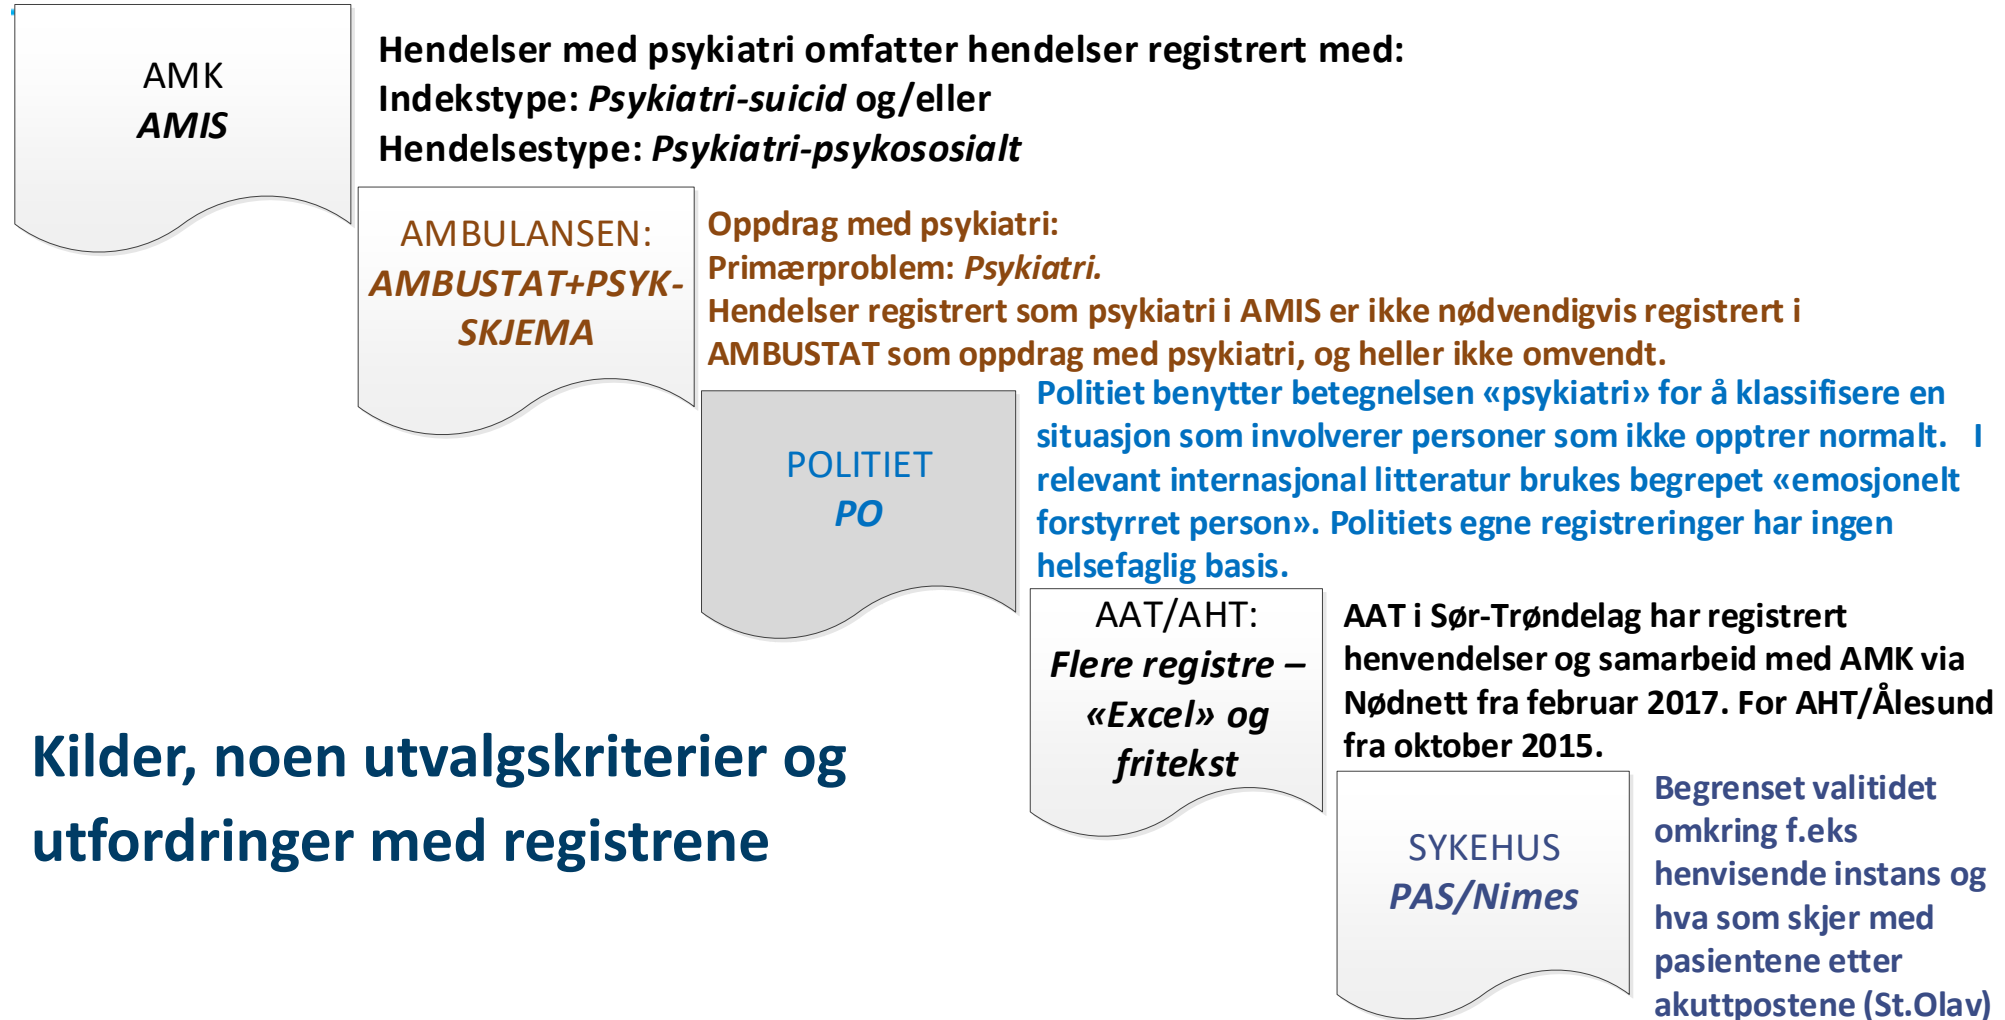 AMK
AMIS
Hendelser med psykiatri omfatter hendelser registrert med:
Indekstype: Psykiatri-suicid og/eller
Hendelsestype: Psykiatri-psykososialt
AMBULANSEN:
AMBUSTAT+PSYK-
SKJEMA
Oppdrag med psykiatri:
Primærproblem: Psykiatri.
Hendelser registrert som psykiatri i AMIS er ikke nødvendigvis registrert i
AMBUSTAT som oppdrag med psykiatri, og heller ikke omvendt.
POLITIET
PO
Politiet benytter betegnelsen «psykiatri» for å klassifisere en
situasjon som involverer personer som ikke opptrer normalt. I
relevant internasjonal litteratur brukes begrepet «emosjonelt
forstyrret person». Politiets egne registreringer har ingen
helsefaglig basis.
AAT/AHT:
Flere registre –
«Excel» og
fritekst
AAT i Sør-Trøndelag har registrert
henvendelser og samarbeid med AMK via
Nødnett fra februar 2017. For AHT/Ålesund
fra oktober 2015.
Kilder, noen utvalgskriterier og
utfordringer med registrene
SYKEHUS
PAS/Nimes
Begrenset valitidet
omkring f.eks
henvisende instans og
hva som skjer med
pasientene etter
akuttpostene (St.Olav)